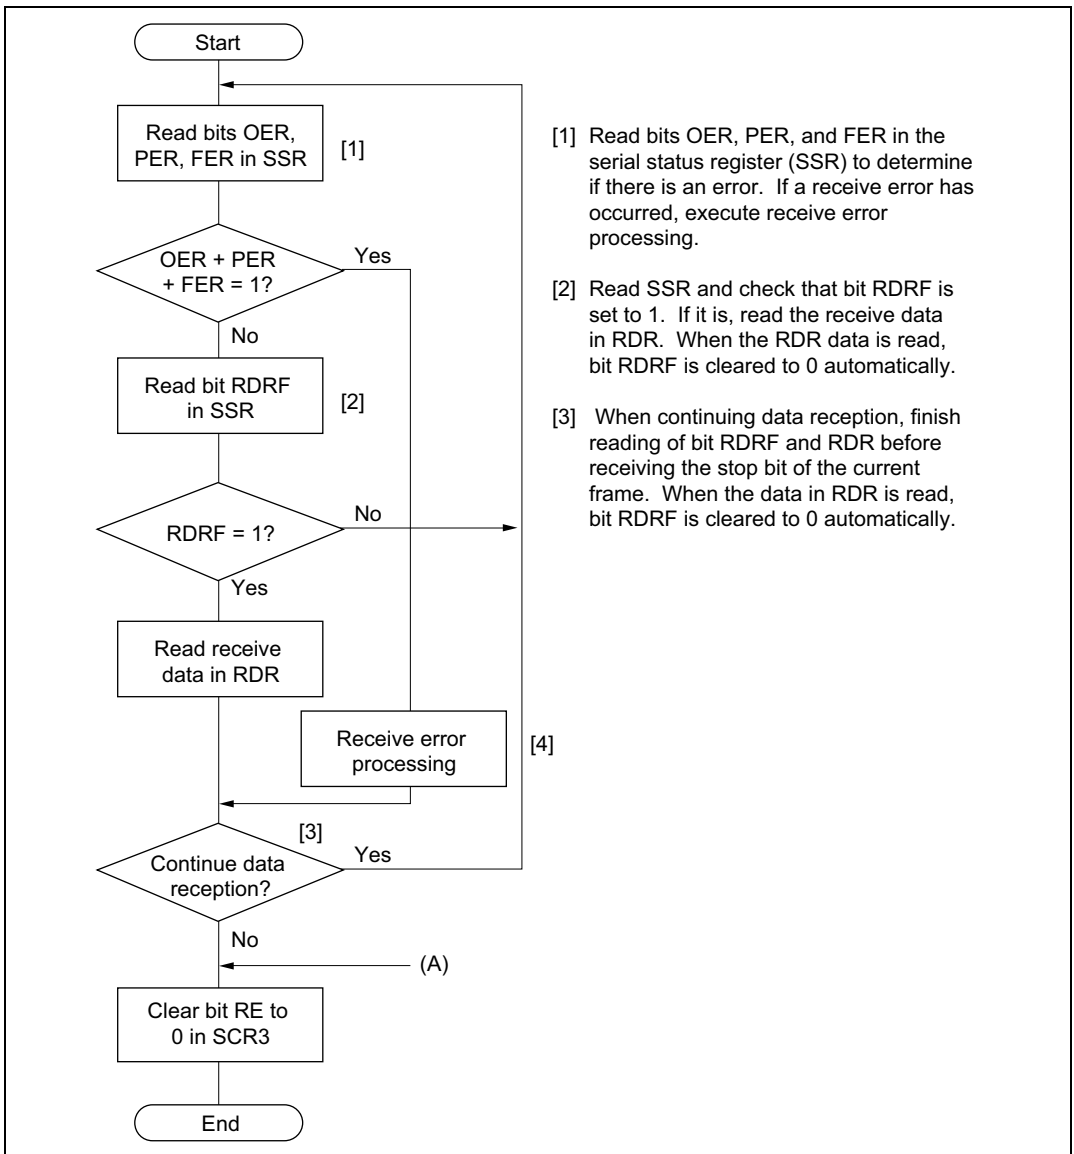 Start
Read bits OER,
PER, FER in SSR
[1]
OER + PER
+ FER = 1?
Yes
No
Read bit RDRF
in SSR
[2]
RDRF = 1?
No
Yes
Read receive
data in RDR
Receive error
processing
[4]
[3]
Continue data
reception?
Yes
No
(A)
Clear bit RE to
0 in SCR3
End
[1] Read bits OER, PER, and FER in the
serial status register (SSR) to determine
if there is an error. If a receive error has
occurred, execute receive error
processing.
[2] Read SSR and check that bit RDRF is
set to 1. If it is, read the receive data
in RDR. When the RDR data is read,
bit RDRF is cleared to 0 automatically.
[3] When continuing data reception, finish
reading of bit RDRF and RDR before
receiving the stop bit of the current
frame. When the data in RDR is read,
bit RDRF is cleared to 0 automatically.